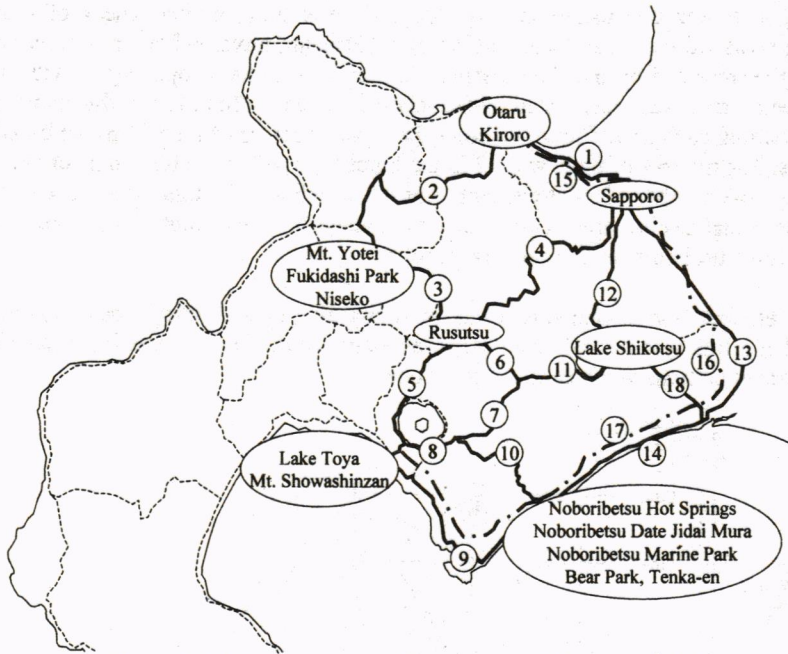 Otaru
Kiroro
1
15
Sapporo
2
4
Mt. Yotei
Fukidashi Park
Niseko
3
12
Rusutsu
Lake Shikotsu
16
13
6
11
18
5
7
17
14
8
10
Lake Toya
Mt. Showashinzan
Noboribetsu Hot Springs
Noboribetsu Date Jidai Mura
Noboribetsu Marine Park
Bear Park, Tenka-en
9